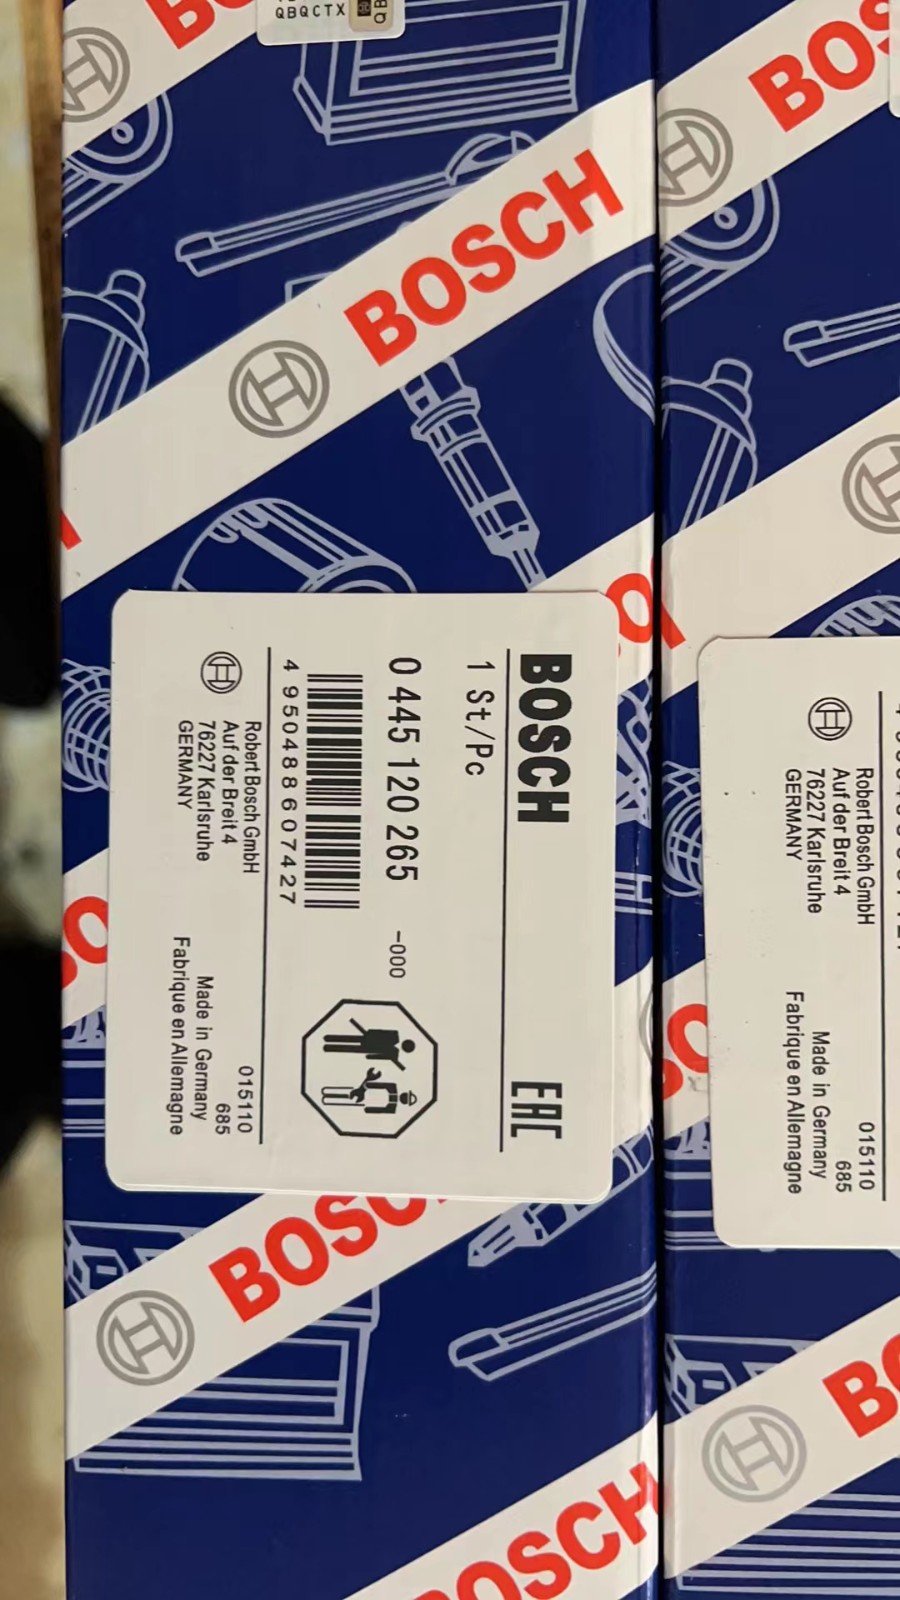 QBQCTX
BOSCH
BOSCH
1 St/Pc
0 445 120 265 -000
4 950488 607427
EAC
Robert Bosch GmbH
Auf der Breit 4
76227 Karlsruhe
GERMANY
015110
685
Made in Germany
Fabrique en Allemagne
BOSCH
Robert Bosch GmbH
Auf der Breit 4
76227 Karlsruhe
GERMANY
015110
685
Made in Germany
Fabrique en Allemagne